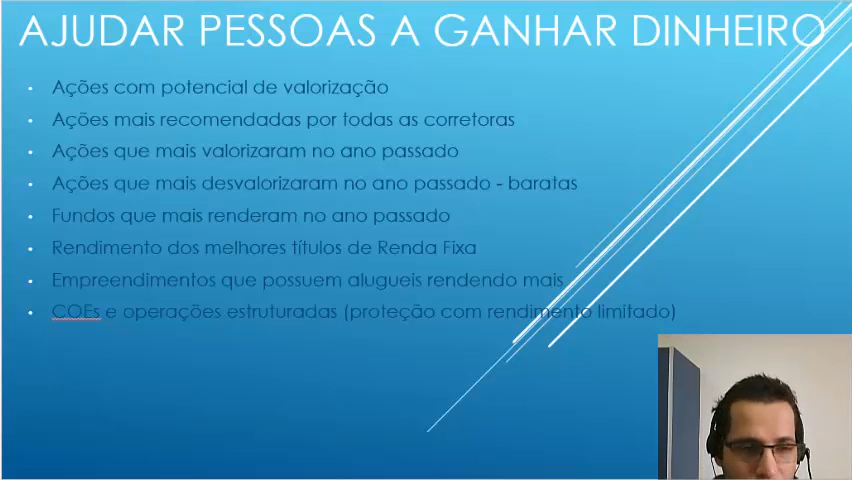 AJUDAR PESSOAS A GANHAR DINHEIRO
• Ações com potencial de valorização
• Ações mais recomendadas por todas as corretoras
• Ações que mais valorizaram no ano passado
• Ações que mais desvalorizaram no ano passado - baratas
• Fundos que mais renderam no ano passado
• Rendimento dos melhores títulos de Renda Fixa
• Empreendimentos que possuem alugueis rendendo mais
• COEs e operações estruturadas (proteção com rendimento limitado)